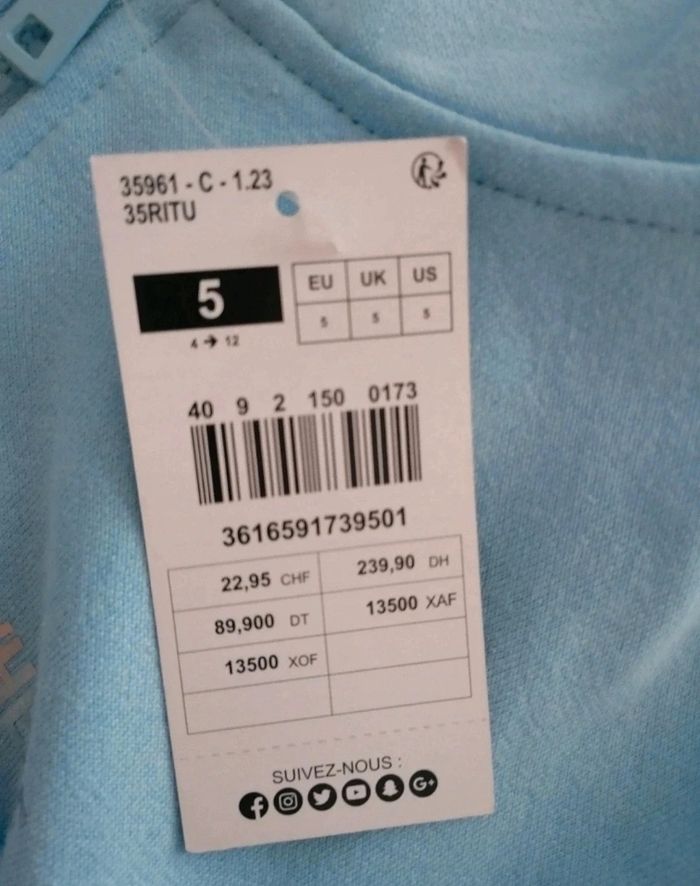 35961 - C - 1.23
35RITU
5
4 → 12
EU UK US
5 5 5
40 9 2 150 0173
3616591739501
22,95 CHF 239,90 DH
89,900 DT 13500 XAF
13500 XOF
SUIVEZ-NOUS :
G+